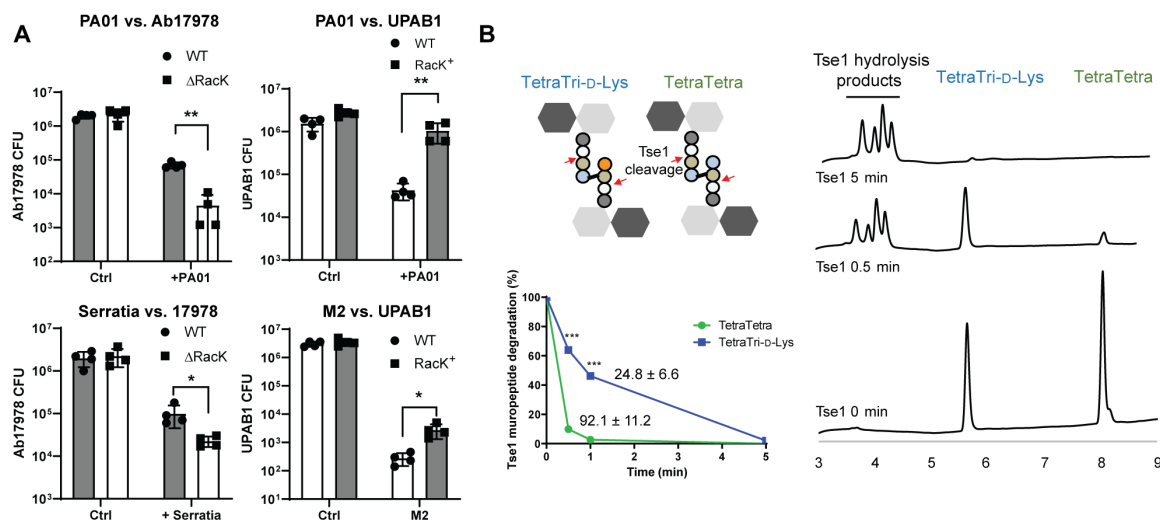 A
PA01 vs. Ab17978
WT
ΔRacK
Ab17978 CFU
10⁷
10⁶
10⁵
10⁴
10³
10²
**
Ctrl
+PA01
PA01 vs. UPAB1
WT
RacK⁺
UPAB1 CFU
10⁷
10⁶
10⁵
10⁴
10³
**
Ctrl
+PA01
Serratia vs. 17978
WT
ΔRacK
Ab17978 CFU
10⁷
10⁶
10⁵
10⁴
10³
*
Ctrl
+ Serratia
M2 vs. UPAB1
WT
RacK⁺
UPAB1 CFU
10⁷
10⁶
10⁵
10⁴
10³
10²
10¹
*
Ctrl
M2
B
TetraTri-D-Lys
TetraTetra
Tse1
cleavage
Tse1 muropeptide degradation (%)
100
80
60
40
20
0
***
***
24.8 ± 6.6
92.1 ± 11.2
TetraTetra
TetraTri-D-Lys
0
1
2
3
4
5
Time (min)
Tse1 hydrolysis
products
TetraTri-D-Lys
TetraTetra
Tse1 5 min
Tse1 0.5 min
Tse1 0 min
3
4
5
6
7
8
9